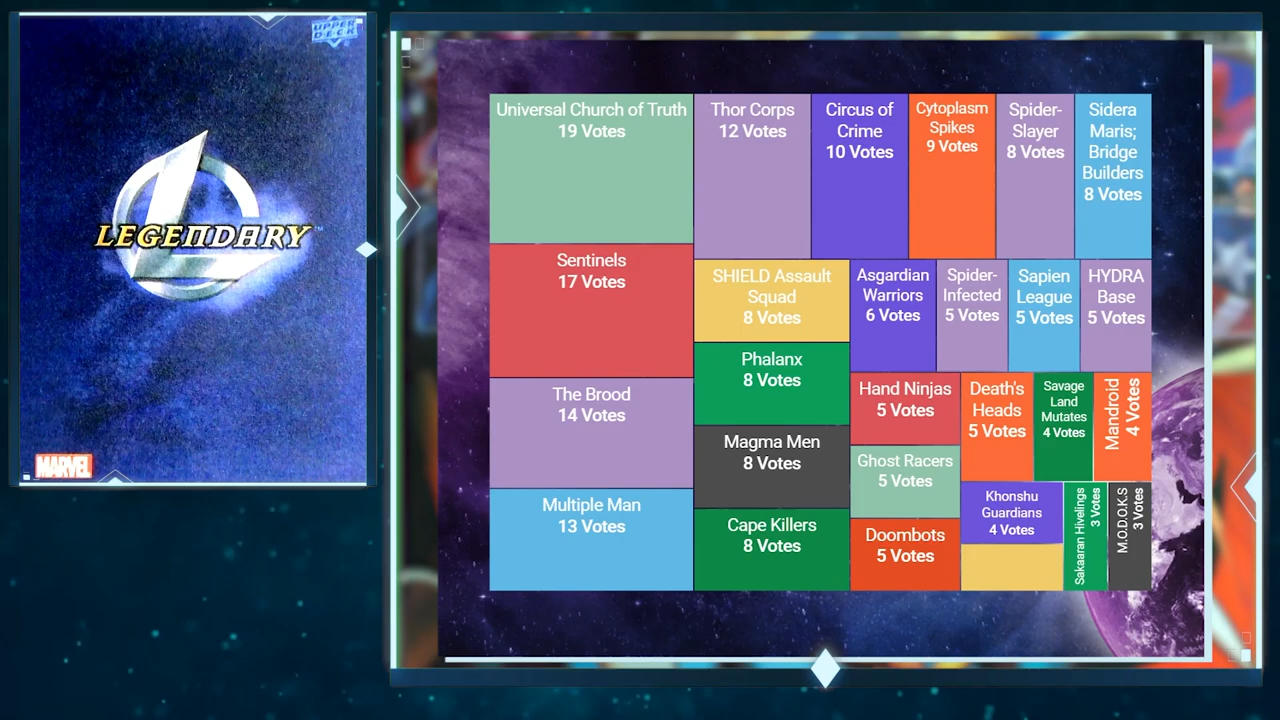 UPPER
DECK
LEGENDARY
TM
MARVEL
Universal Church of Truth
19 Votes
Sentinels
17 Votes
The Brood
14 Votes
Multiple Man
13 Votes
Thor Corps
12 Votes
Circus of
Crime
10 Votes
Cytoplasm
Spikes
9 Votes
Spider-
Slayer
8 Votes
Sidera
Maris;
Bridge
Builders
8 Votes
SHIELD Assault
Squad
8 Votes
Phalanx
8 Votes
Magma Men
8 Votes
Cape Killers
8 Votes
Asgardian
Warriors
6 Votes
Spider-
Infected
5 Votes
Sapien
League
5 Votes
HYDRA
Base
5 Votes
Hand Ninjas
5 Votes
Ghost Racers
5 Votes
Doombots
5 Votes
Death's
Heads
5 Votes
Savage
Land
Mutates
4 Votes
Mandroid
4 Votes
Khonshu
Guardians
4 Votes
Sakaaran Hivelings
3 Votes
M.O.D.O.K.S
3 Votes